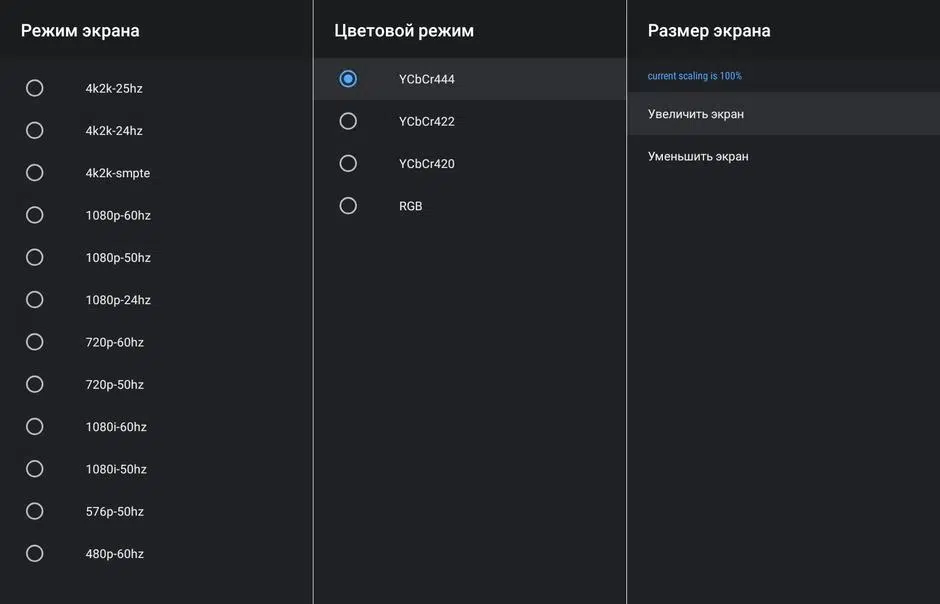 Режим экрана
4k2k-25hz
4k2k-24hz
4k2k-smpte
1080p-60hz
1080p-50hz
1080p-24hz
720p-60hz
720p-50hz
1080i-60hz
1080i-50hz
576p-50hz
480p-60hz
Цветовой режим
YCbCr444
YCbCr422
YCbCr420
RGB
Размер экрана
current scaling is 100%
Увеличить экран
Уменьшить экран